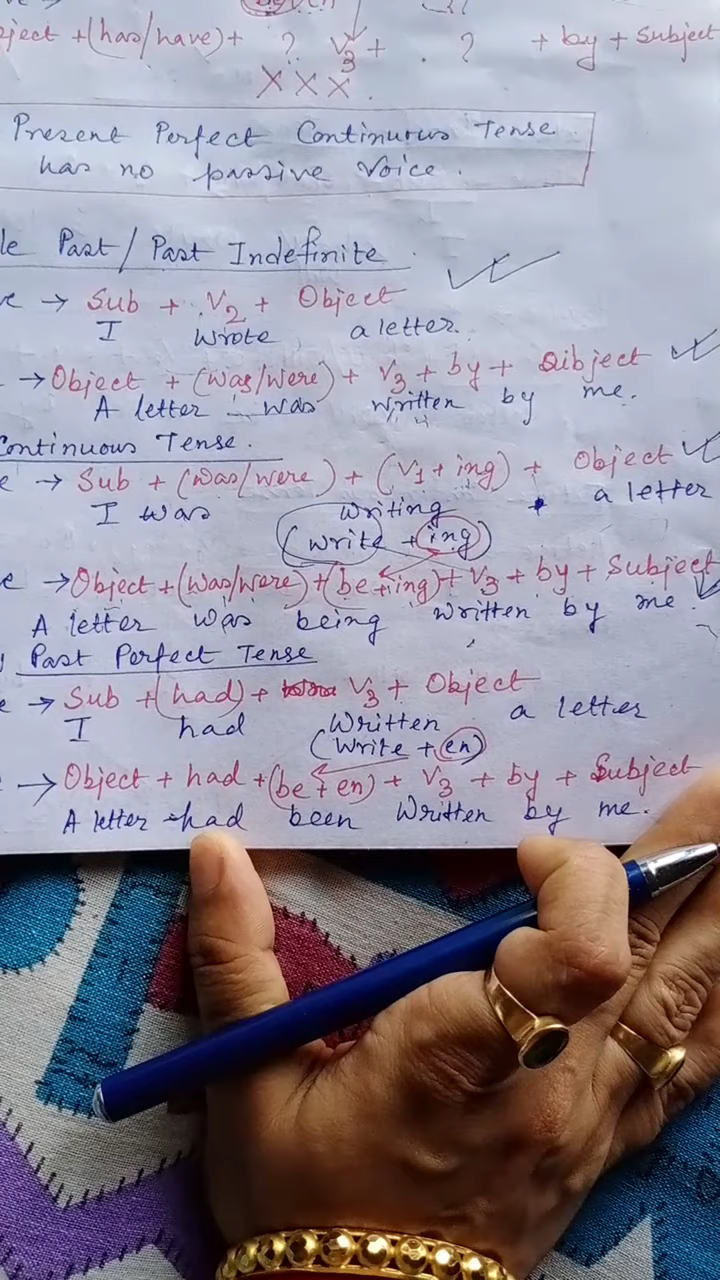 ject + (has/have) + ? V3 + ? + by + Subject
X X X
Present Perfect Continuous Tense
has no passive voice.
le Past / Past Indefinite
e → Sub + V2 + Object
I wrote a letter.
→ Object + (was/were) + V3 + by + Subject
A letter was written by me.
Continuous Tense.
e → Sub + (was/were) + (V1 + ing) + Object
I was writing a letter
(write + ing)
e → Object + (was/were) + (be + ing) + V3 + by + Subject
A letter was being written by me.
Past Perfect Tense
e → Sub + (had) + V3 + Object
I had written a letter
(write + en)
→ Object + had + (be + en) + V3 + by + Subject
A letter had been written by me.